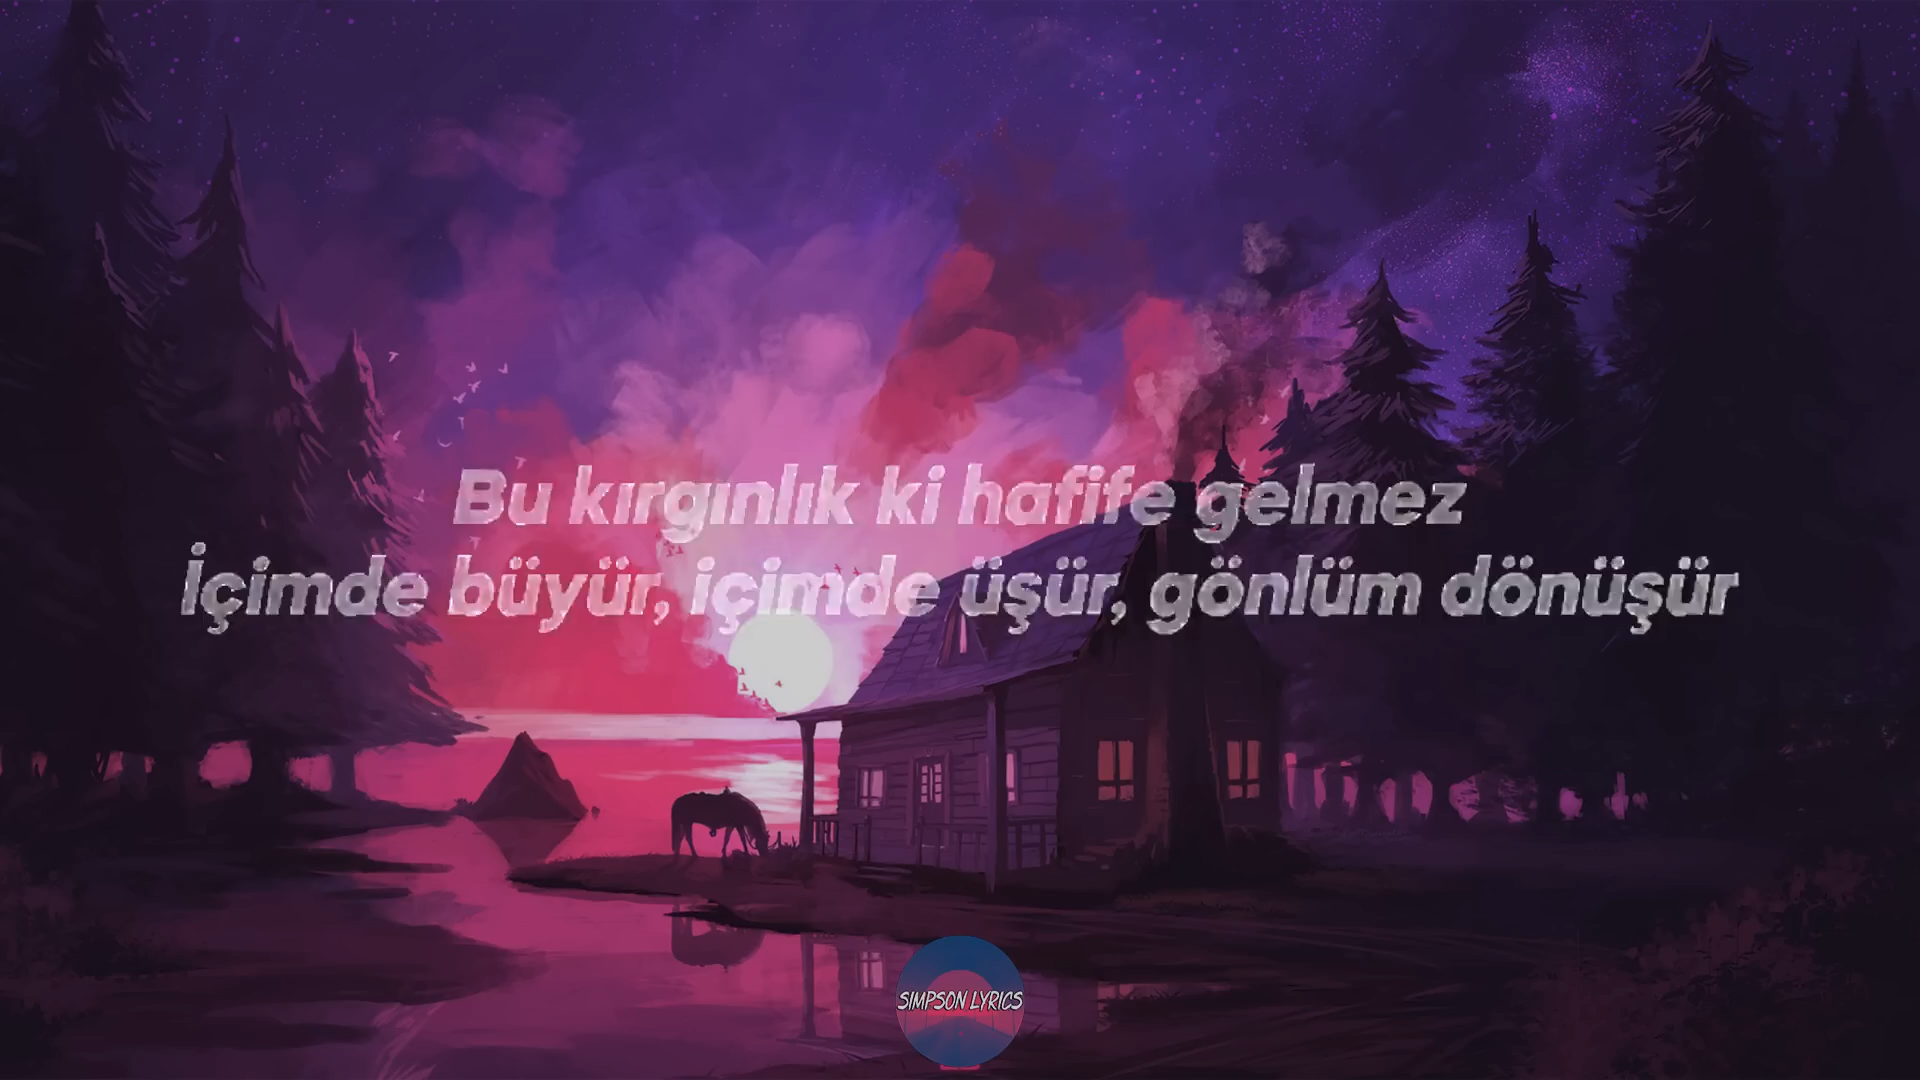 Bu kırgınlık ki hafife gelmez
İçimde büyür, içimde üşür, gönlüm dönüşür
SIMPSON LYRICS